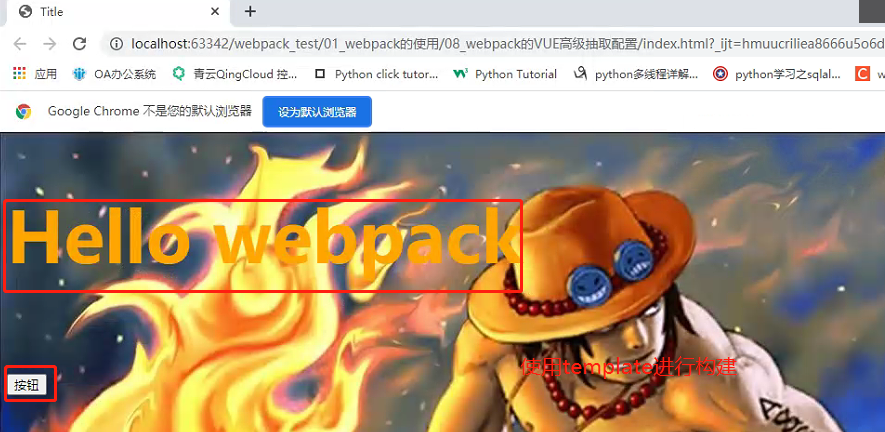 Title
localhost:63342/webpack_test/01_webpack的使用/08_webpack的VUE高级抽取配置/index.html?_ijt=hmuucriliea8666u5o6d
应用 OA办公系统 青云QingCloud 控... Python click tutor... Python Tutorial python多线程详解... python学习之sqlal...
Google Chrome 不是您的默认浏览器 设为默认浏览器
Hello webpack
使用template进行构建
按钮